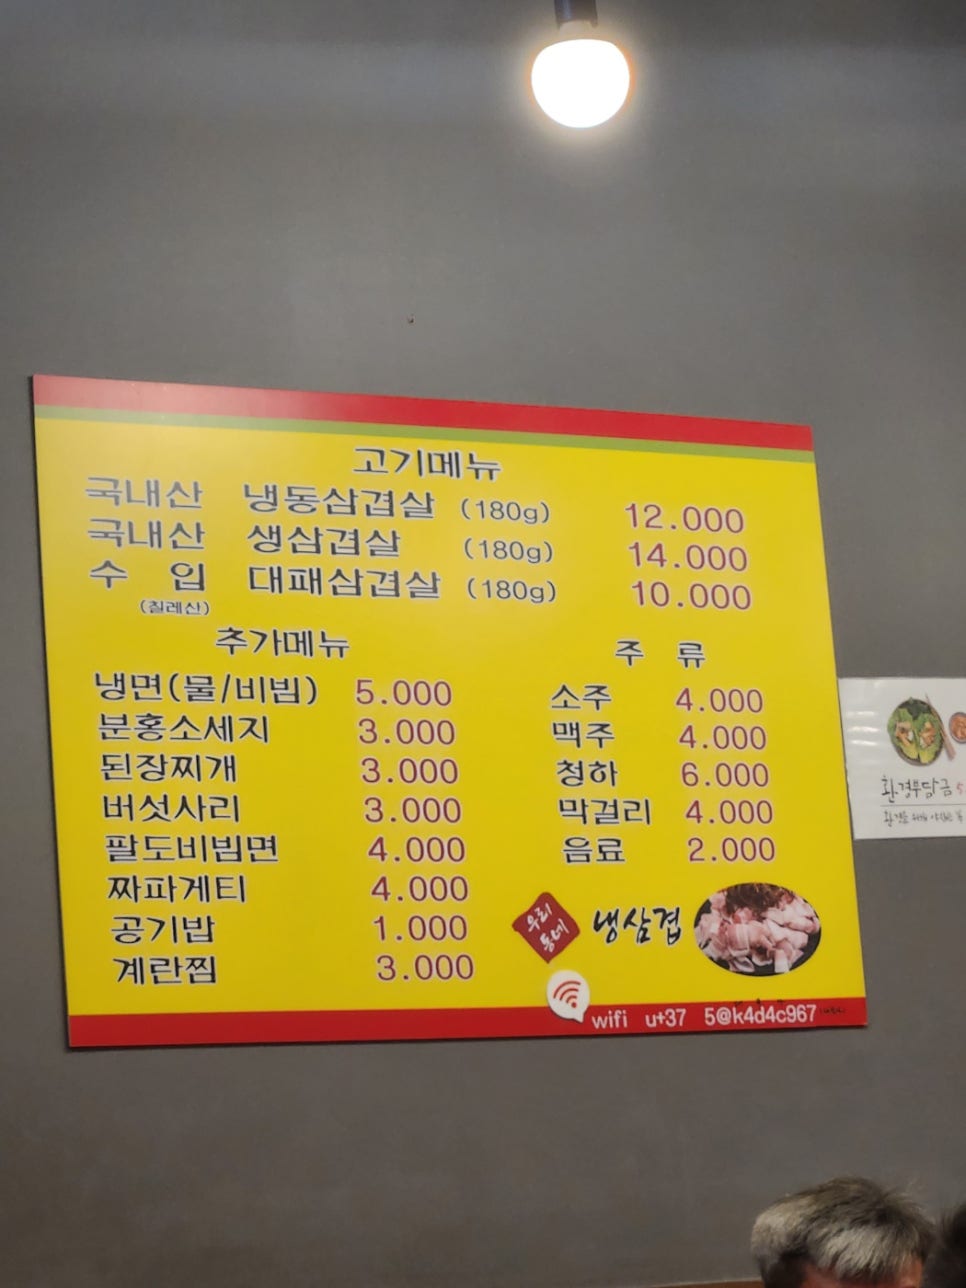 고기메뉴
국내산 냉동삼겹살 (180g) 12.000
국내산 생삼겹살 (180g) 14.000
수 입 대패삼겹살 (180g) 10.000
(칠레산)
추가메뉴
냉면(물/비빔) 5.000
분홍소세지 3.000
된장찌개 3.000
버섯사리 3.000
팔도비빔면 4.000
짜파게티 4.000
공기밥 1.000
계란찜 3.000
주 류
소주 4.000
맥주 4.000
청하 6.000
막걸리 4.000
음료 2.000
우리
동네
냉삼겹
wifi u+37 5@k4d4c967
환경부담금 5